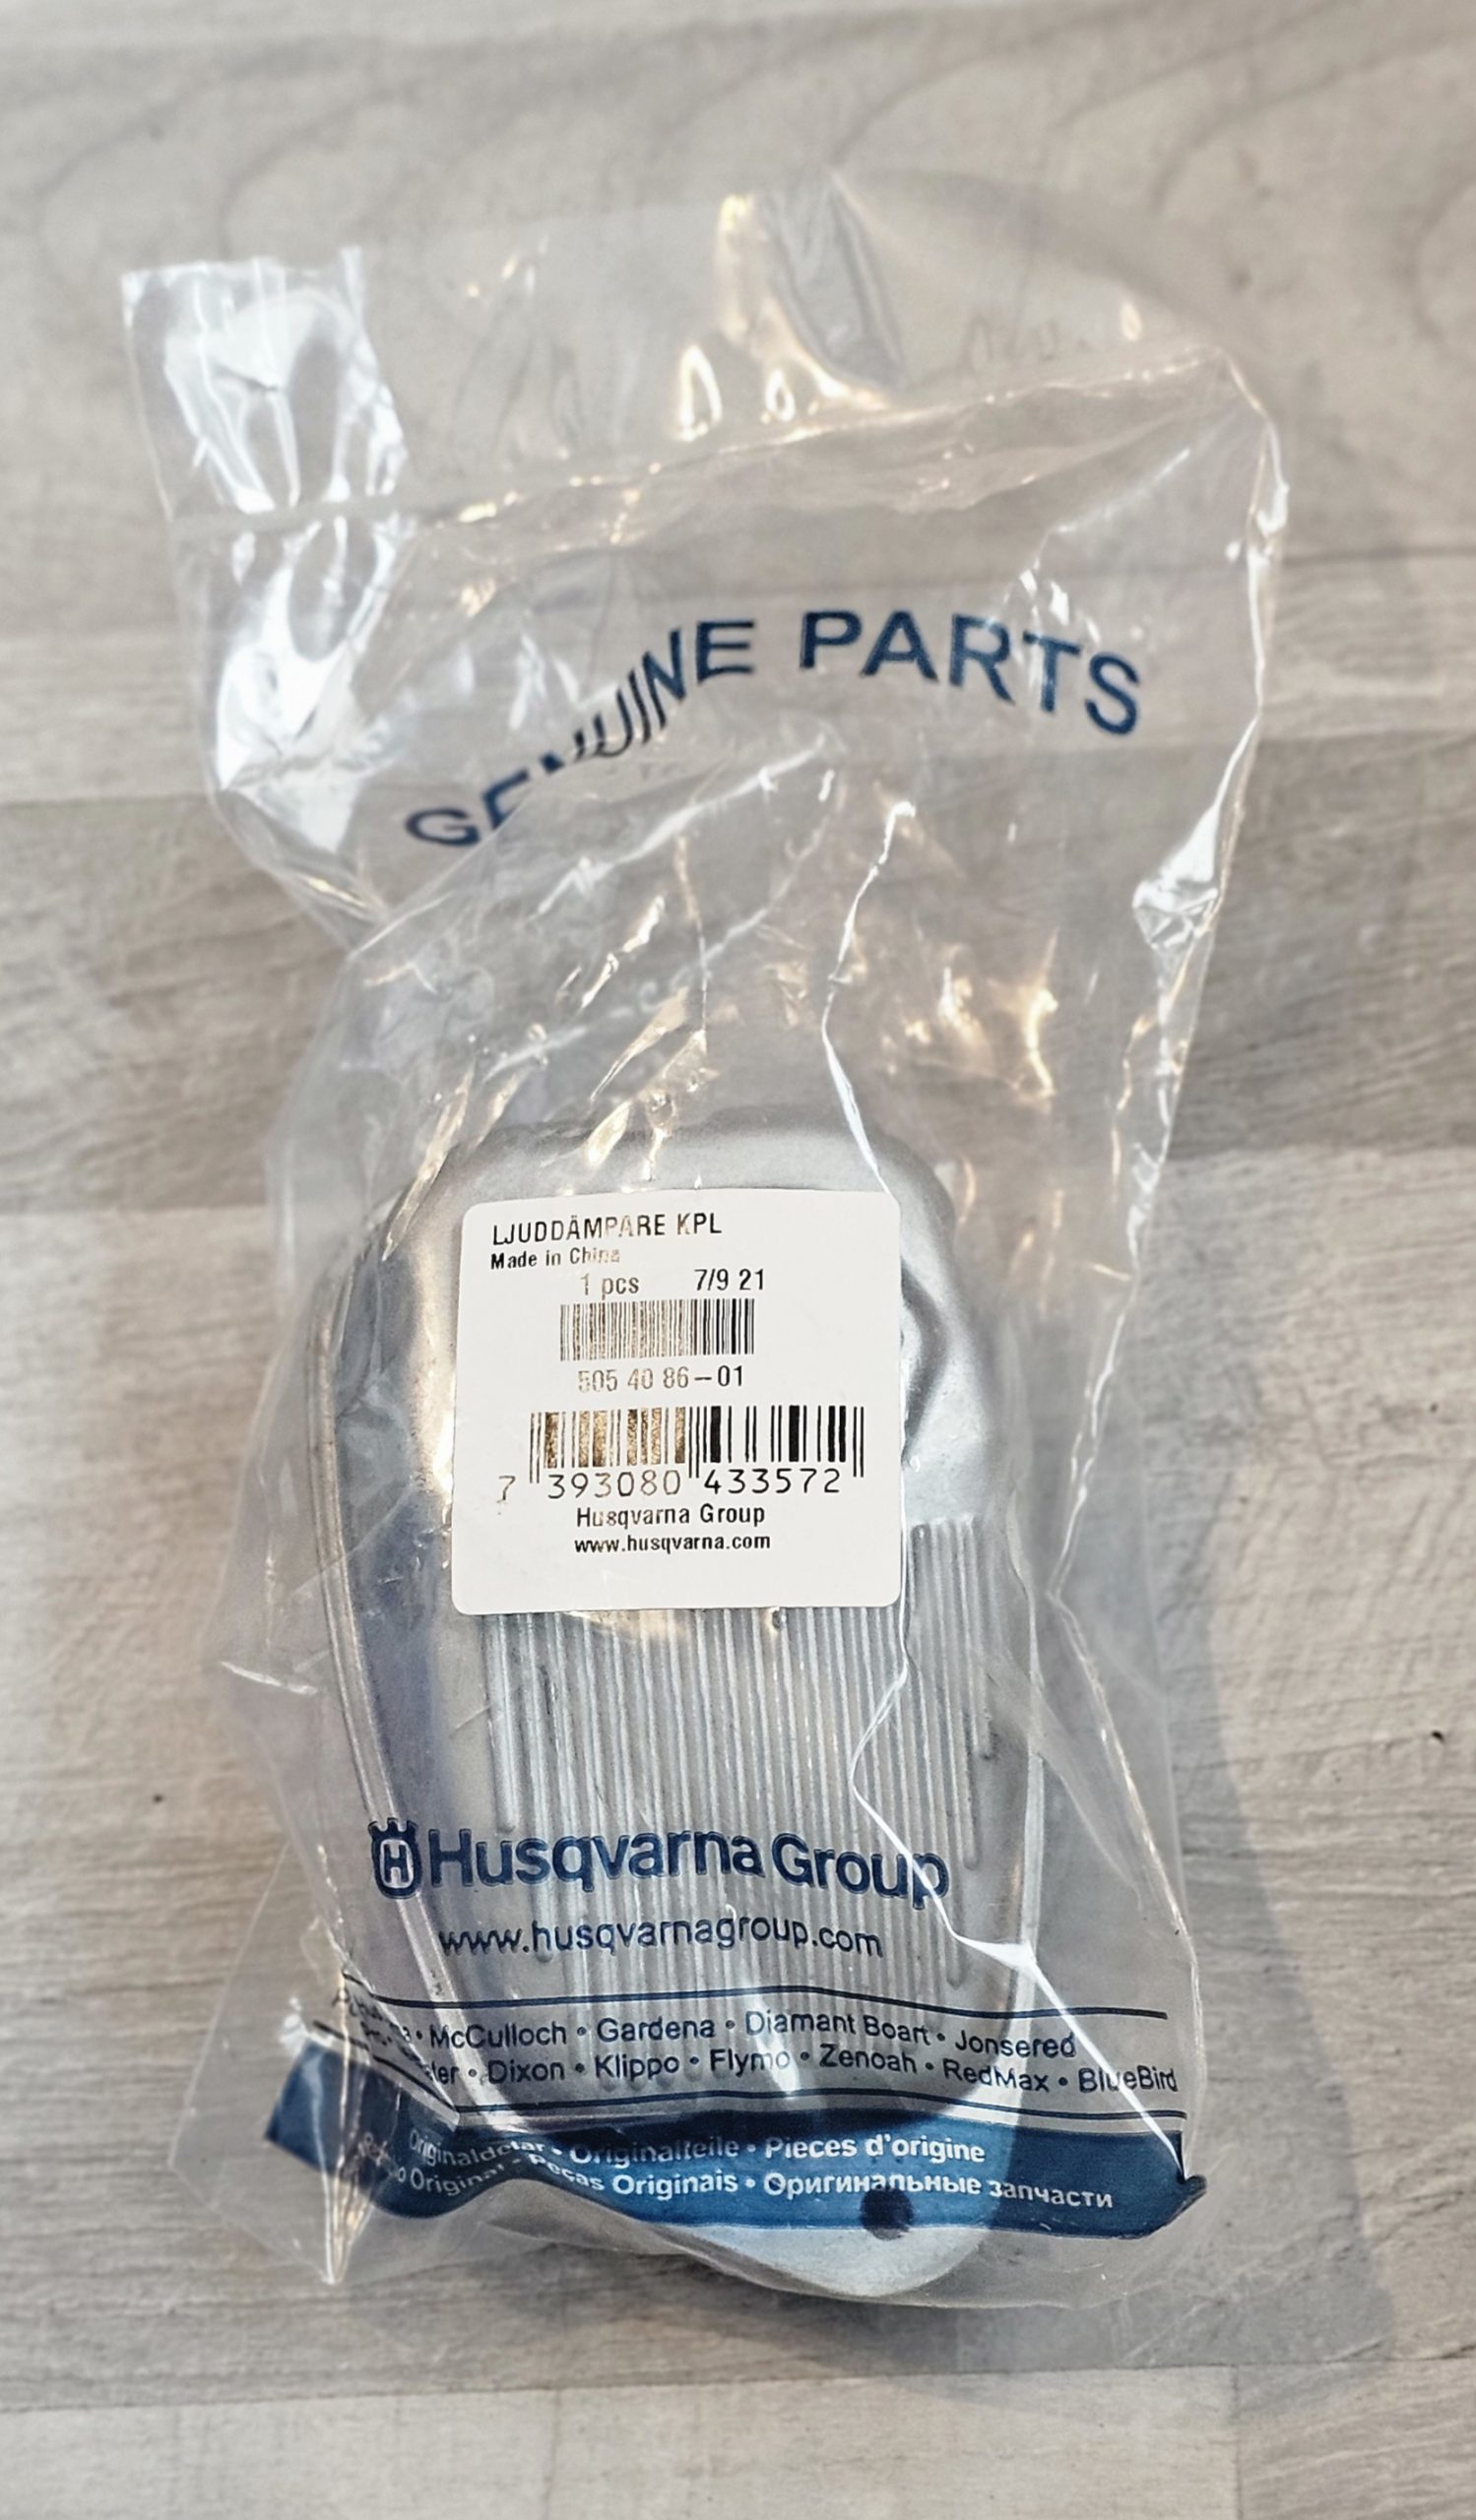 GENUINE PARTS
LJUDDÄMPARE KPL
Made in China
1 pcs 7/9 21
505 40 86-01
7 393080 433572
Husqvarna Group
www.husqvarna.com
H Husqvarna Group
www.husqvarnagroup.com
• McCulloch • Gardena • Diamant Boart • Jonsered
• Dixon • Klippo • Flymo • Zenoah • RedMax • BlueBird
Originaldelar • Originalteile • Pieces d'origine
Original • Peças Originais • Оригинальные запчасти